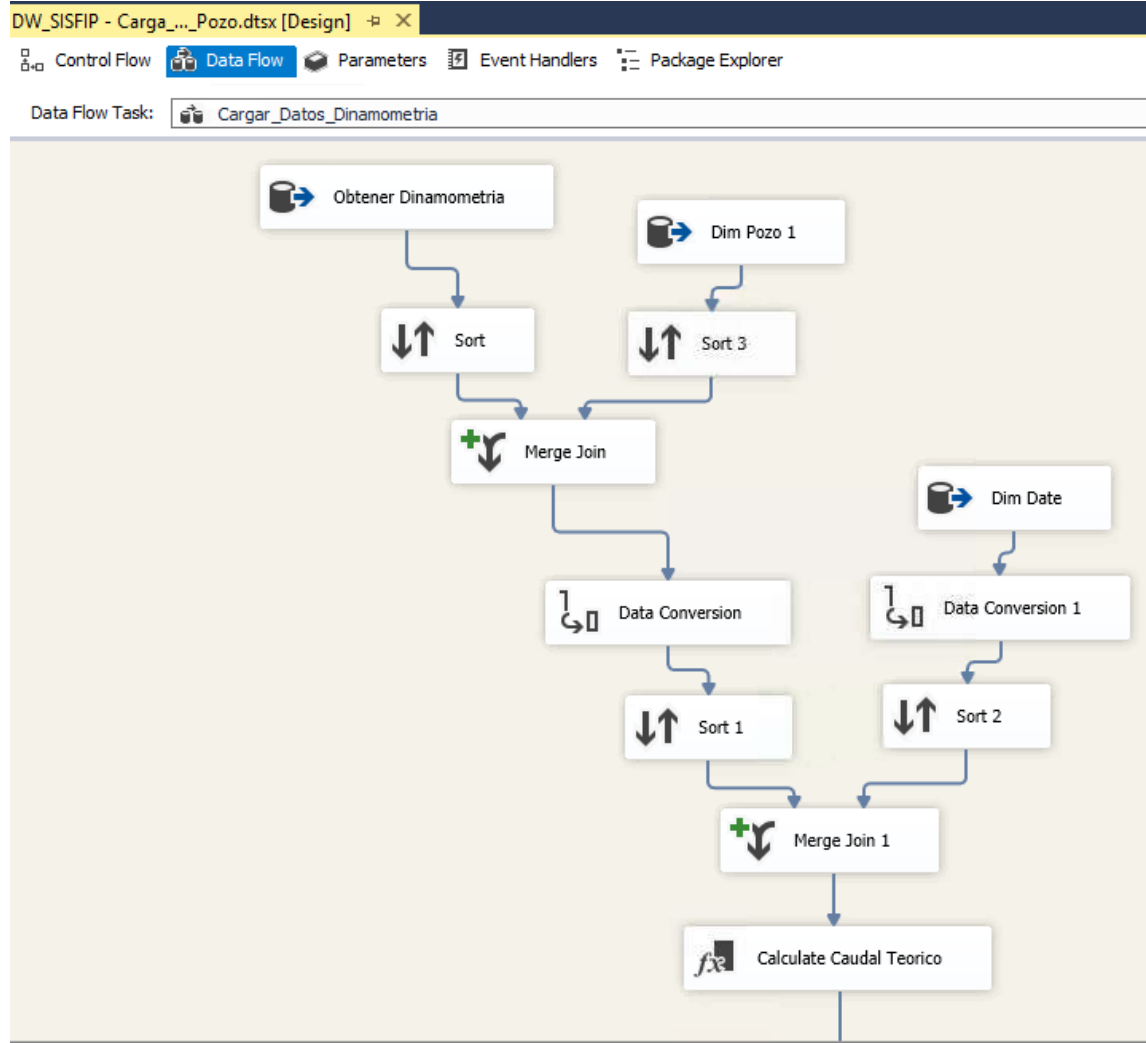 DW_SISFIP - Carga_..._Pozo.dtsx [Design]
Control Flow Data Flow Parameters Event Handlers Package Explorer
Data Flow Task: Cargar_Datos_Dinamometria
Obtener Dinamometria
Dim Pozo 1
Sort
Sort 3
Merge Join
Dim Date
Data Conversion
Data Conversion 1
Sort 1
Sort 2
Merge Join 1
Calculate Caudal Teorico